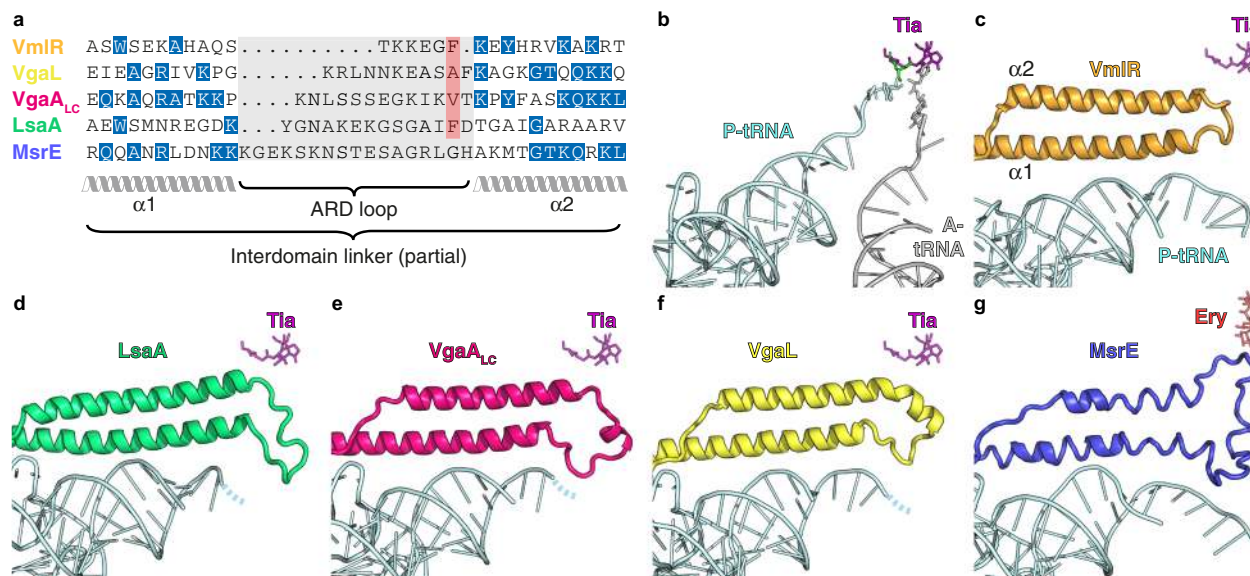 a
VmlR ASWSEKAHAQS..........TKKEGF.KEYHRVKAKRT
VgaL EIEAGRIVKPG......KRLNNKEASAFKAGKGTQQKKQ
VgaALC EQKAQRATKKP....KNLSSSEGKIKVTKPYFASKQKKL
LsaA AEWSMNREGDK...YGNAKEKGSGAIFDTGAIGARAARV
MsrE RQQANRLDNKKKGEKSKNSTESAGRLGHAKMTGTKQRKL
α1 ARD loop α2
Interdomain linker (partial)
b
Tia
P-tRNA
A-
tRNA
c
Tia
VmlR
α2
α1
P-tRNA
d
Tia
LsaA
e
Tia
VgaALC
f
Tia
VgaL
g
Ery
MsrE